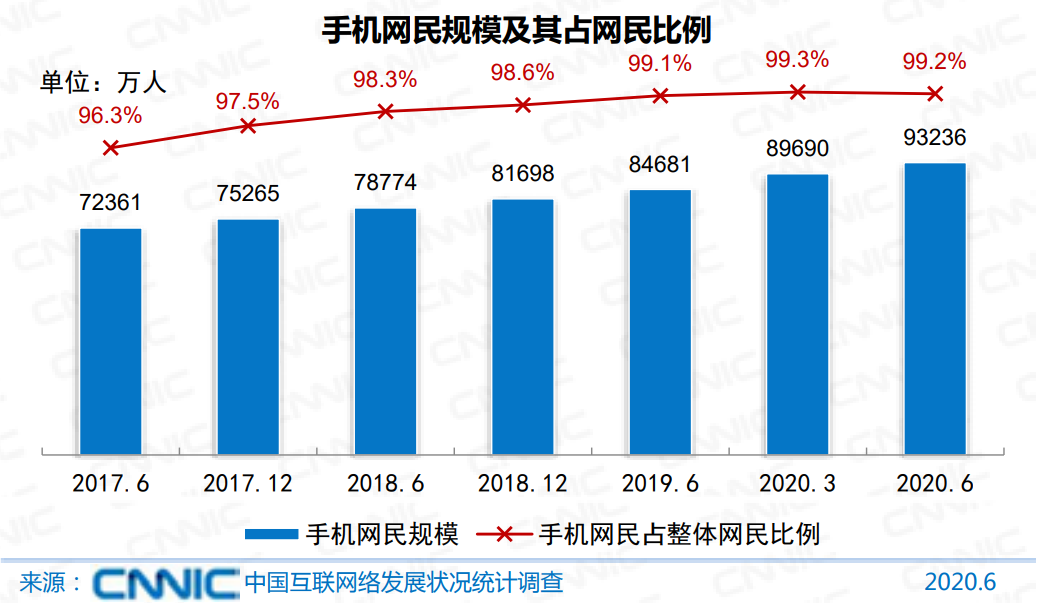 手机网民规模及其占网民比例
单位：万人
96.3% 97.5% 98.3% 98.6% 99.1% 99.3% 99.2%
72361 75265 78774 81698 84681 89690 93236
2017.6 2017.12 2018.6 2018.12 2019.6 2020.3 2020.6
手机网民规模 手机网民占整体网民比例
来源： CNNIC 中国互联网络发展状况统计调查 2020.6